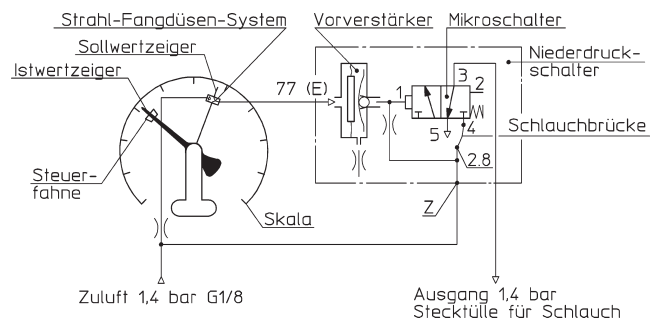 Strahl-Fangdüsen-System
Vorverstärker
Mikroschalter
Sollwertzeiger
Niederdruck-
schalter
Istwertzeiger
77 (E)
1
3
2
5
4
Schlauchbrücke
2.8
Steuer-
fahne
Z
Skala
Zuluft 1,4 bar G1/8
Ausgang 1,4 bar
Stecktülle für Schlauch